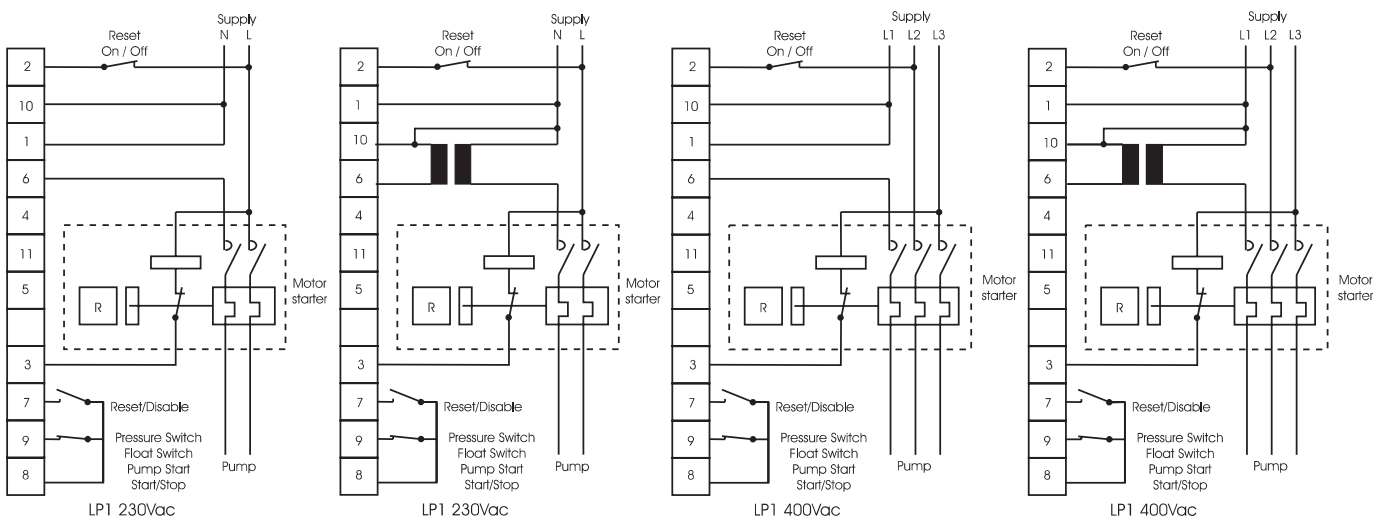 Supply
N L
Reset
On / Off
2
10
1
6
4
11
5
R
Motor
starter
3
7
Reset/Disable
9
Pressure Switch
Float Switch
Pump Start
Start/Stop
Pump
8
LP1 230Vac
Supply
N L
Reset
On / Off
2
1
10
6
4
11
5
R
Motor
starter
3
7
Reset/Disable
9
Pressure Switch
Float Switch
Pump Start
Start/Stop
Pump
8
LP1 230Vac
Supply
L1 L2 L3
Reset
On / Off
2
10
1
6
4
11
5
R
Motor
starter
3
7
Reset/Disable
9
Pressure Switch
Float Switch
Pump Start
Start/Stop
Pump
8
LP1 400Vac
Supply
L1 L2 L3
Reset
On / Off
2
1
10
6
4
11
5
R
Motor
starter
3
7
Reset/Disable
9
Pressure Switch
Float Switch
Pump Start
Start/Stop
Pump
8
LP1 400Vac